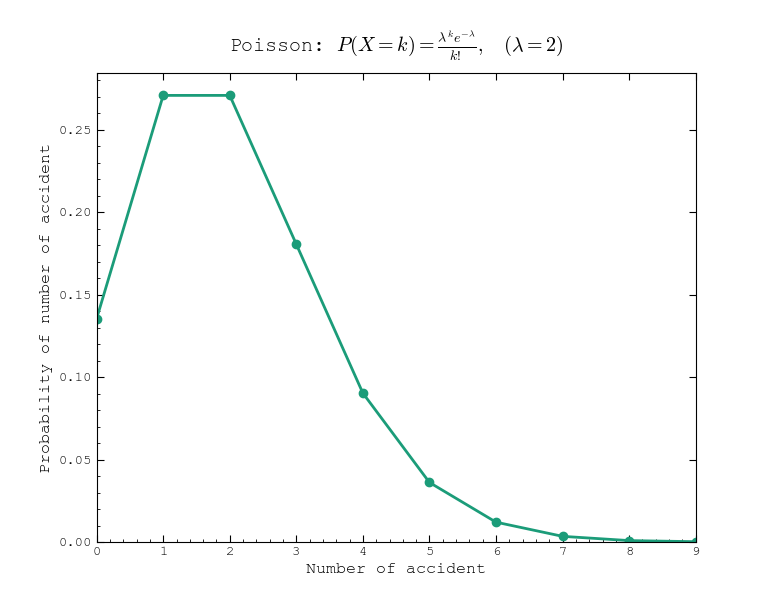 Poisson: P(X = k) = λ^k e^{−λ} / k!, (λ = 2)
Probability of number of accident
0.25
0.20
0.15
0.10
0.05
0.00
0 1 2 3 4 5 6 7 8 9
Number of accident